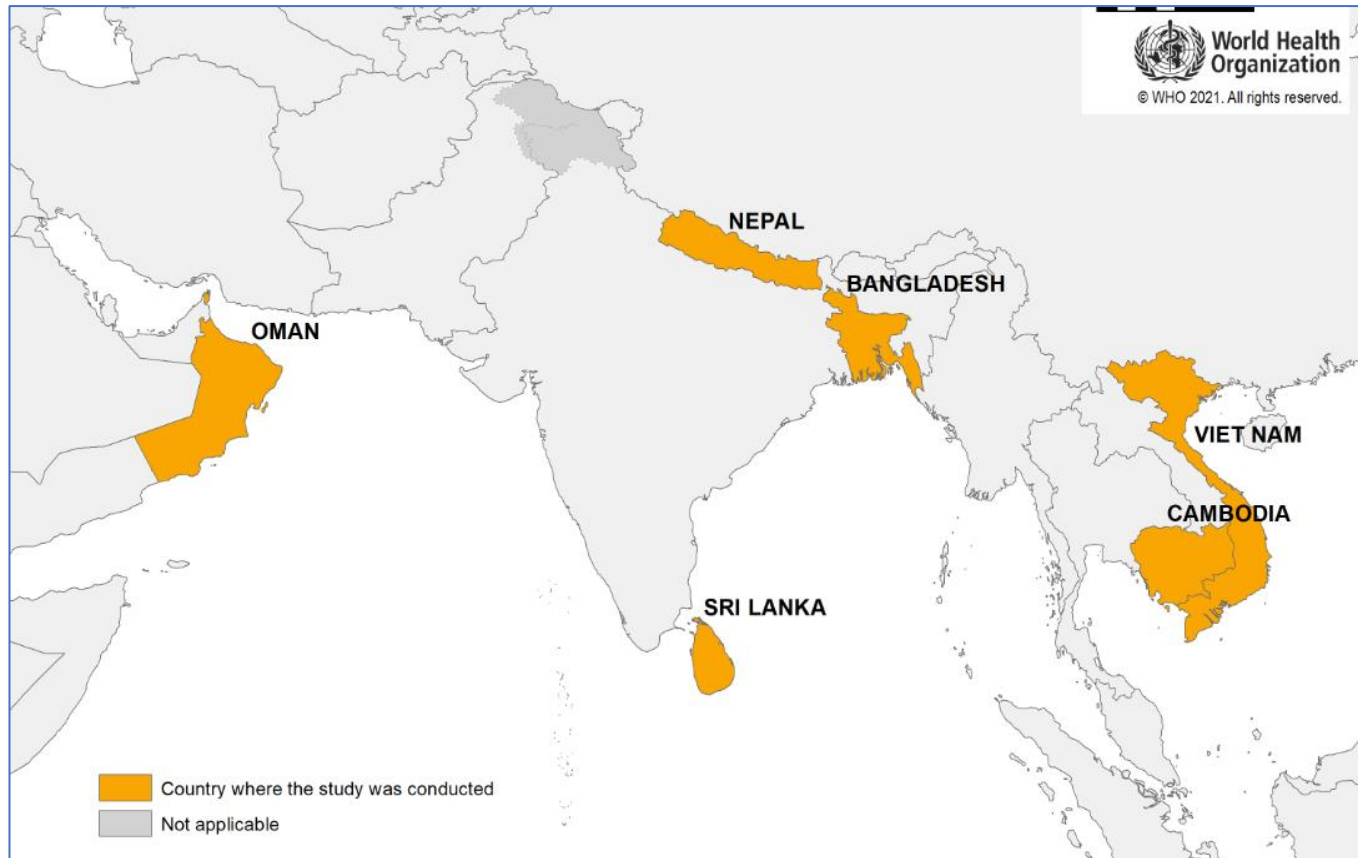 World Health
Organization
© WHO 2021. All rights reserved.
NEPAL
BANGLADESH
OMAN
VIET NAM
CAMBODIA
SRI LANKA
Country where the study was conducted
Not applicable